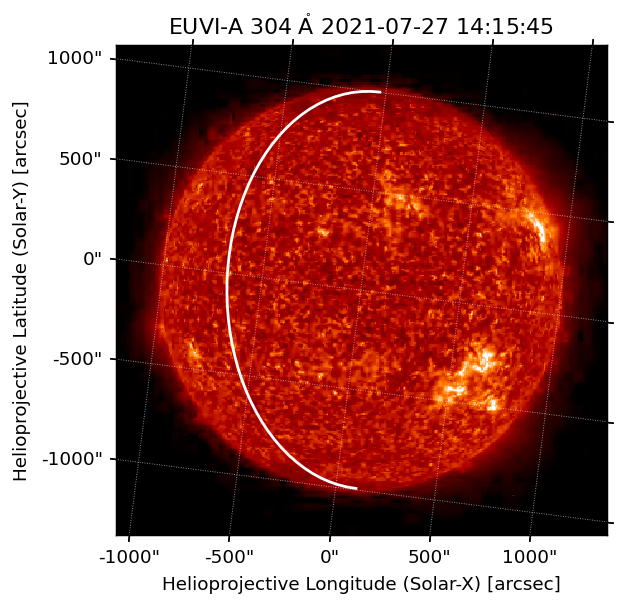 EUVI-A 304 Å 2021-07-27 14:15:45
1000"
500"
0"
-500"
-1000"
Helioprojective Latitude (Solar-Y) [arcsec]
-1000" -500" 0" 500" 1000"
Helioprojective Longitude (Solar-X) [arcsec]